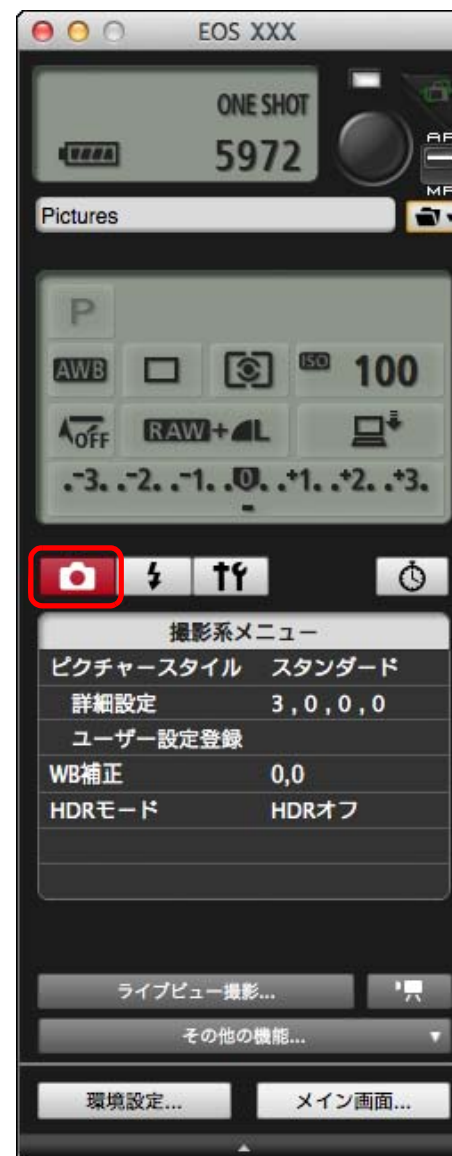 EOS XXX
ONE SHOT
5972
AF
MF
Pictures
P
AWB
ISO 100
OFF RAW+L
.-3. .-2. .-1. .0. .+1. .+2. .+3.
撮影系メニュー
ピクチャースタイル スタンダード
詳細設定 3,0,0,0
ユーザー設定登録
WB補正 0,0
HDRモード HDRオフ
ライブビュー撮影...
その他の機能...
環境設定... メイン画面...